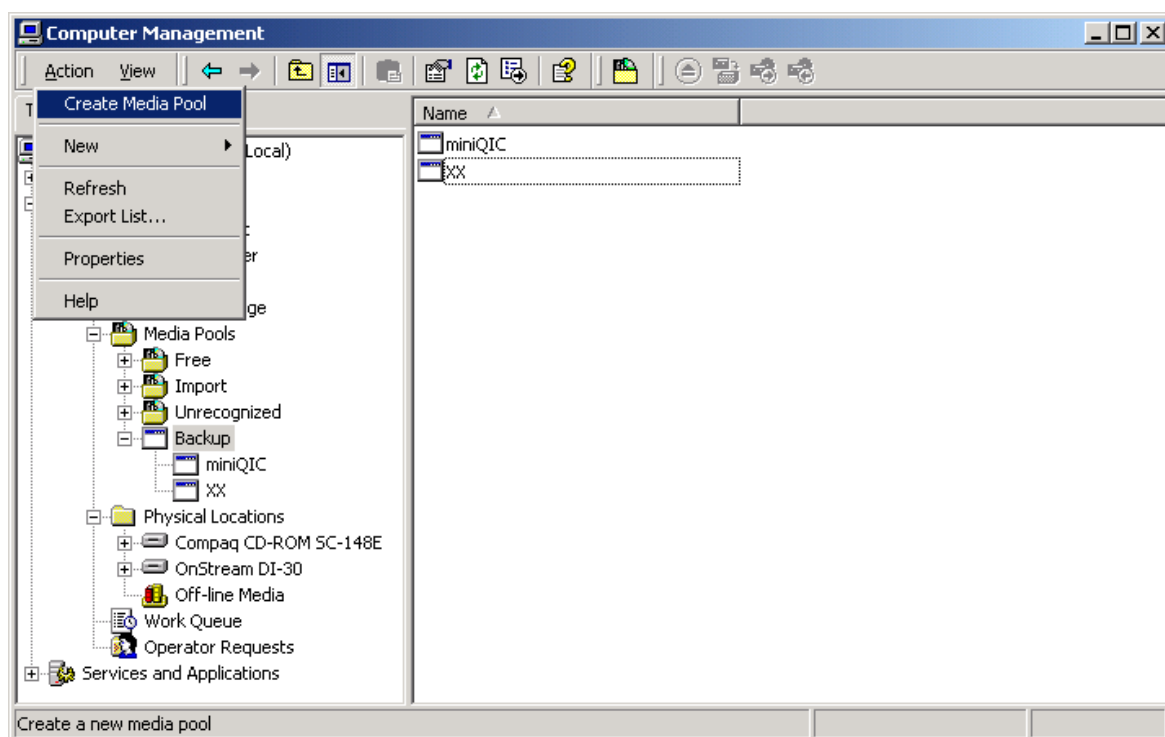 Computer Management
Action View
Create Media Pool
New
Refresh
Export List...
Properties
Help
Local)
er
ge
Media Pools
Free
Import
Unrecognized
Backup
miniQIC
XX
Physical Locations
Compaq CD-ROM SC-148E
OnStream DI-30
Off-line Media
Work Queue
Operator Requests
Services and Applications
Name
miniQIC
XX
Create a new media pool